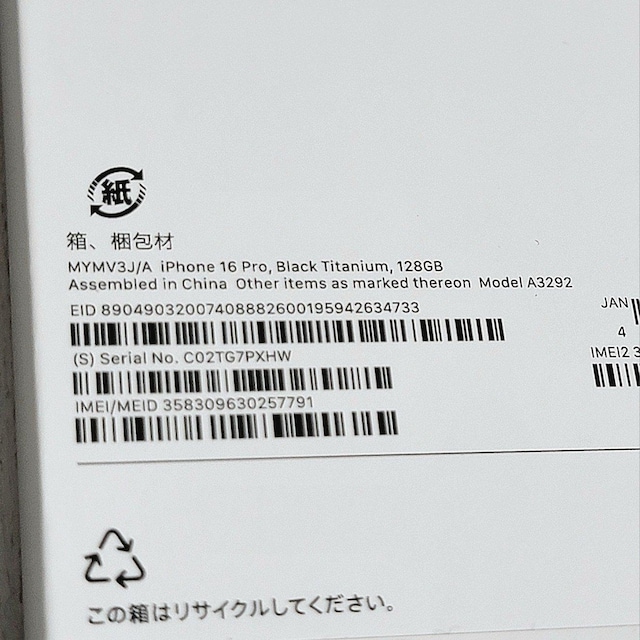 紙
箱、梱包材
MYMV3J/A iPhone 16 Pro, Black Titanium, 128GB
Assembled in China Other items as marked thereon Model A3292
EID 89049032007408882600195942634733
JAN
4
(S) Serial No. C02TG7PXHW
IMEI2 3
IMEI/MEID 358309630257791
この箱はリサイクルしてください。